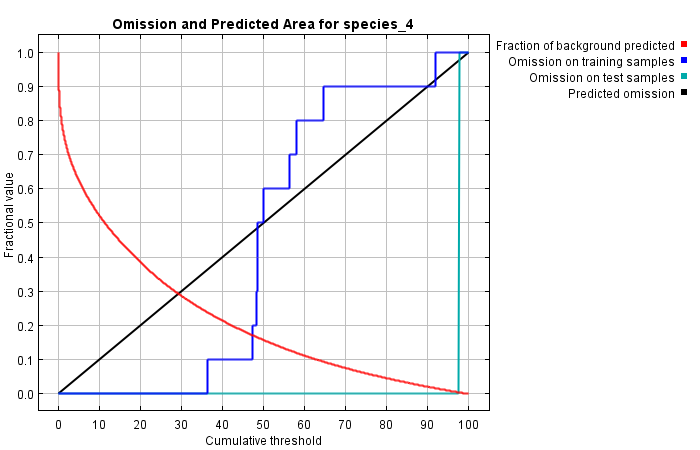 Omission and Predicted Area for species_4
Fraction of background predicted
Omission on training samples
Omission on test samples
Predicted omission
Fractional value
1.0
0.9
0.8
0.7
0.6
0.5
0.4
0.3
0.2
0.1
0.0
0 10 20 30 40 50 60 70 80 90 100
Cumulative threshold